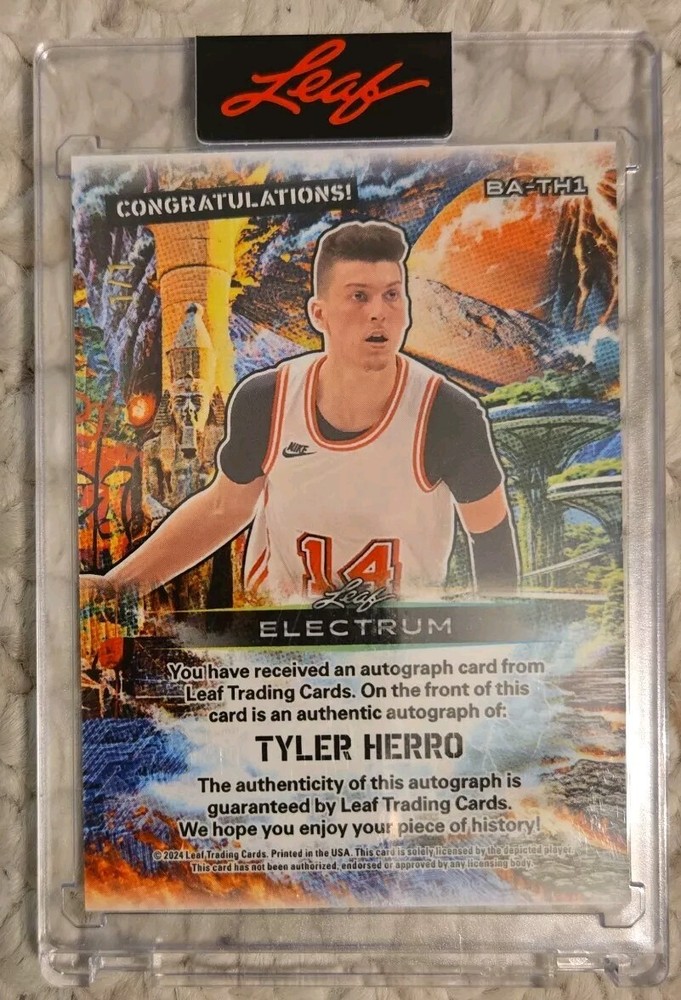 Leaf
CONGRATULATIONS!
BA-TH1
1/1
NIKE
14
Leaf
ELECTRUM
You have received an autograph card from
Leaf Trading Cards. On the front of this
card is an authentic autograph of:
TYLER HERRO
The authenticity of this autograph is
guaranteed by Leaf Trading Cards.
We hope you enjoy your piece of history!
© 2024 Leaf Trading Cards. Printed in the USA. This card is solely licensed by the depicted player.
This card has not been authorized, endorsed or approved by any licensing body.